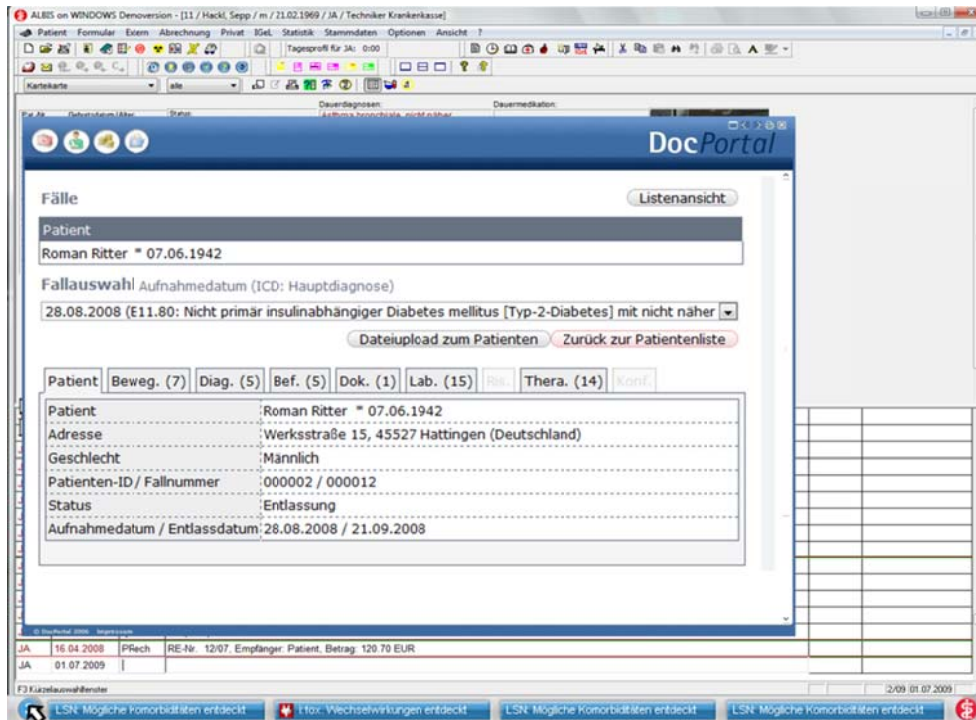 ALBIS on WINDOWS Demoversion - [11 / Hackl, Sepp / m / 21.02.1969 / JA / Techniker Krankenkasse]
Patient Formular Extern Abrechnung Privat IGeL Statistik Stammdaten Optionen Ansicht ?
Tagesprofil für JA: 0:00
Karteikarte alle
Dauerdiagnosen: Dauermedikation:
Asthma bronchiale, nicht näher
DocPortal
Fälle Listenansicht
Patient
Roman Ritter * 07.06.1942
Fallauswahl Aufnahmedatum (ICD: Hauptdiagnose)
28.08.2008 (E11.80: Nicht primär insulinabhängiger Diabetes mellitus [Typ-2-Diabetes] mit nicht näher
Dateiupload zum Patienten Zurück zur Patientenliste
Patient Beweg. (7) Diag. (5) Bef. (5) Dok. (1) Lab. (15) Thera. (14) Konf.
Patient Roman Ritter * 07.06.1942
Adresse Werksstraße 15, 45527 Hattingen (Deutschland)
Geschlecht Männlich
Patienten-ID / Fallnummer 000002 / 000012
Status Entlassung
Aufnahmedatum / Entlassdatum 28.08.2008 / 21.09.2008
© DocPortal 2006 Impressum
JA 16.04.2008 PRech RE-Nr. 12/07, Empfänger: Patient, Betrag: 120.70 EUR
JA 01.07.2009
F3 Kürzelauswahlfenster 2/09 01.07.2009
LSN: Mögliche Komorbiditäten entdeckt i:fox: Wechselwirkungen entdeckt LSN: Mögliche Komorbiditäten entdeckt LSN: Mögliche Komorbiditäten entdeckt